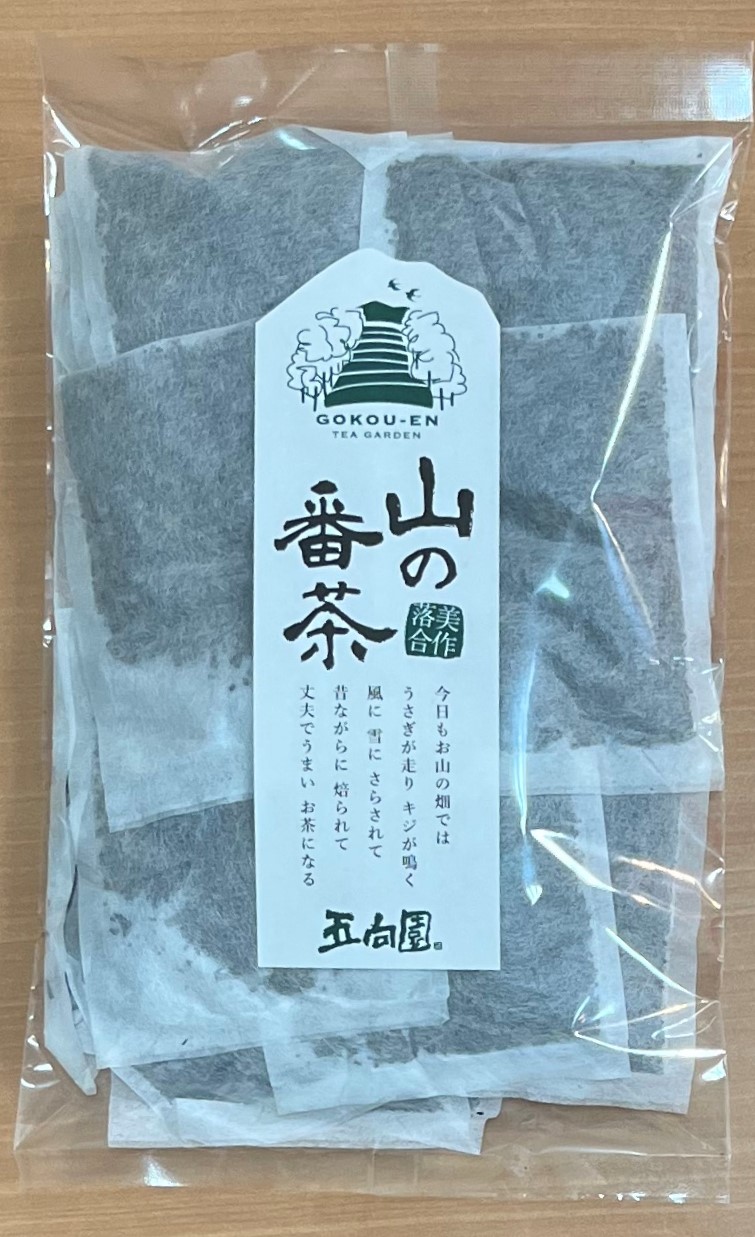 GOKOU-EN
TEA GARDEN
山の
番茶
美作
落合
今日もお山の畑では
うさぎが走り キジが鳴く
風に 雪に さらされて
昔ながらに 焙られて
丈夫でうまい お茶になる
五向園